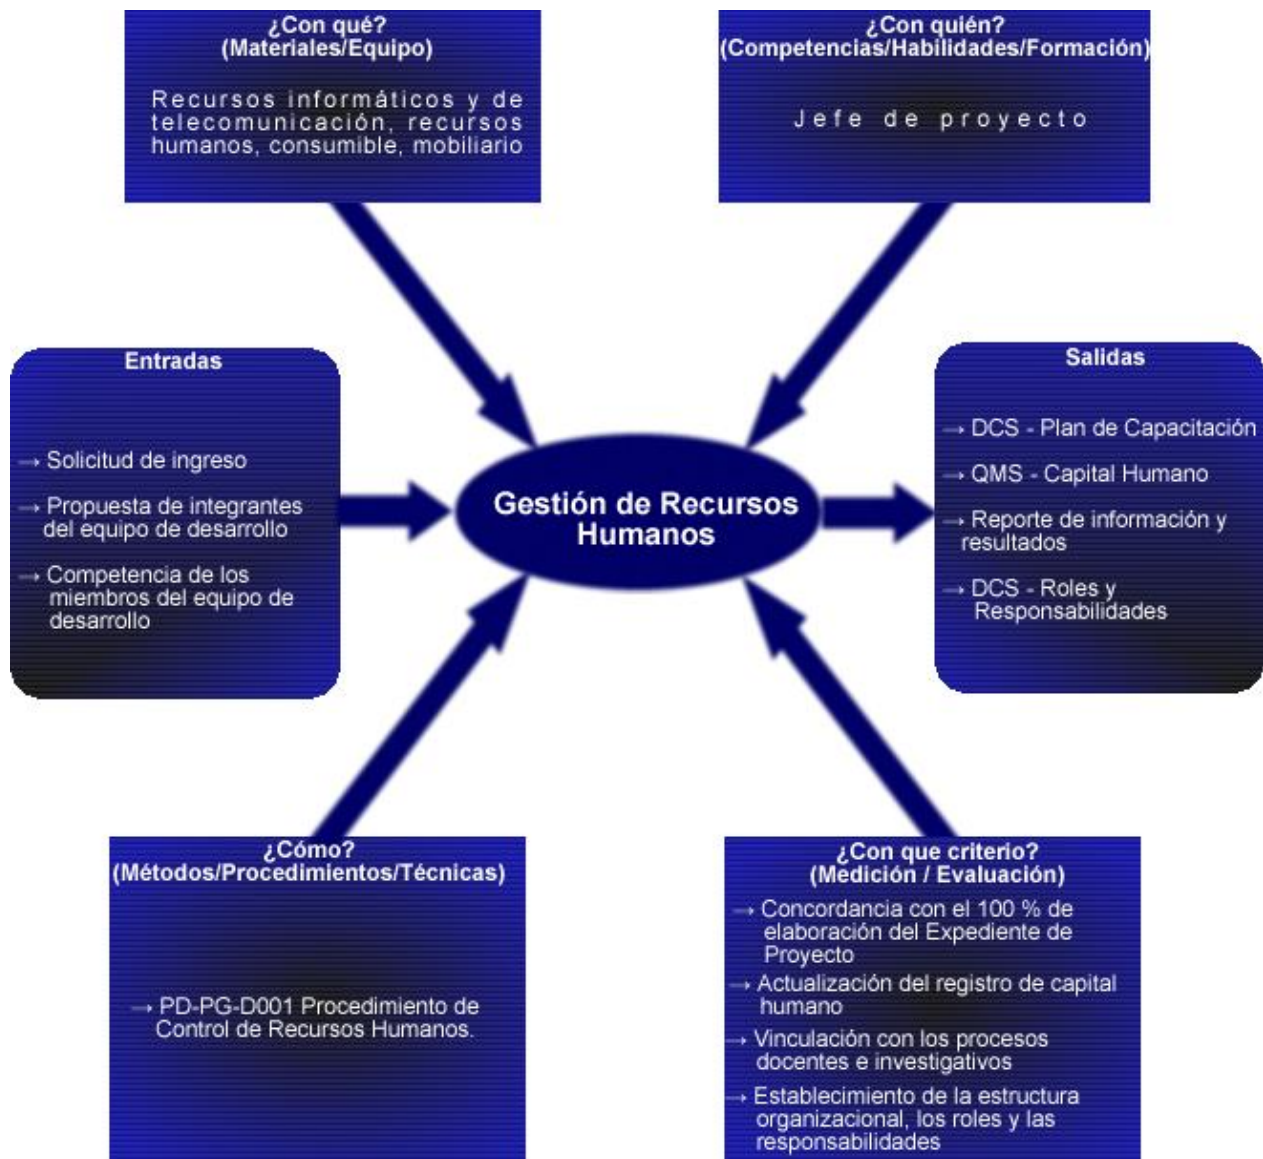 ¿Con qué?
(Materiales/Equipo)
Recursos informáticos y de
telecomunicación, recursos
humanos, consumible, mobiliario
¿Con quién?
(Competencias/Habilidades/Formación)
Jefe de proyecto
Entradas
→ Solicitud de ingreso
→ Propuesta de integrantes
del equipo de desarrollo
→ Competencia de los
miembros del equipo de
desarrollo
Gestión de Recursos
Humanos
Salidas
→ DCS - Plan de Capacitación
→ QMS - Capital Humano
→ Reporte de información y
resultados
→ DCS - Roles y
Responsabilidades
¿Cómo?
(Métodos/Procedimientos/Técnicas)
→ PD-PG-D001 Procedimiento de
Control de Recursos Humanos.
¿Con que criterio?
(Medición / Evaluación)
→ Concordancia con el 100 % de
elaboración del Expediente de
Proyecto
→ Actualización del registro de capital
humano
→ Vinculación con los procesos
docentes e investigativos
→ Establecimiento de la estructura
organizacional, los roles y las
responsabilidades